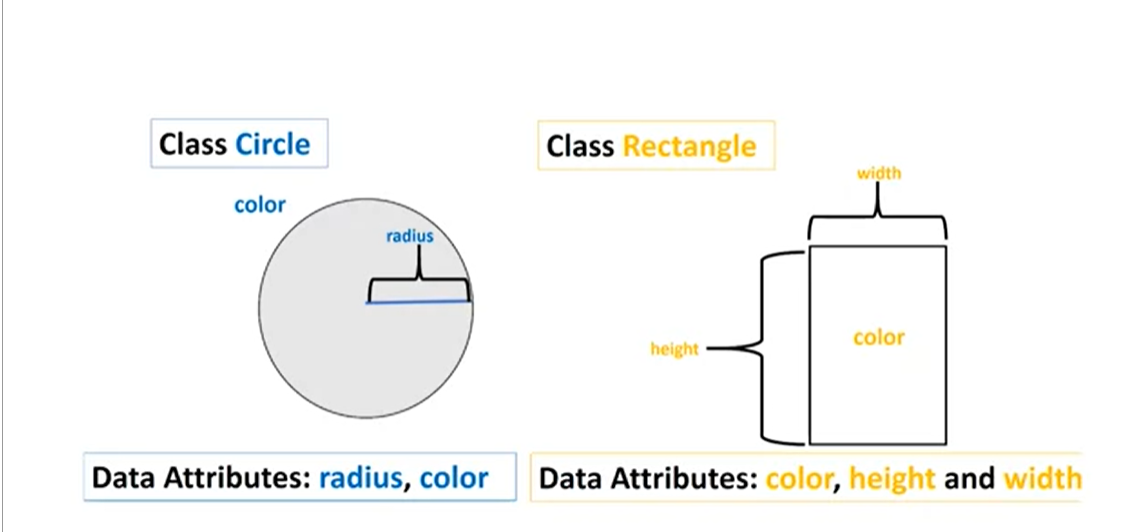 Class Circle
color
radius
Data Attributes: radius, color
Class Rectangle
width
height
color
Data Attributes: color, height and width